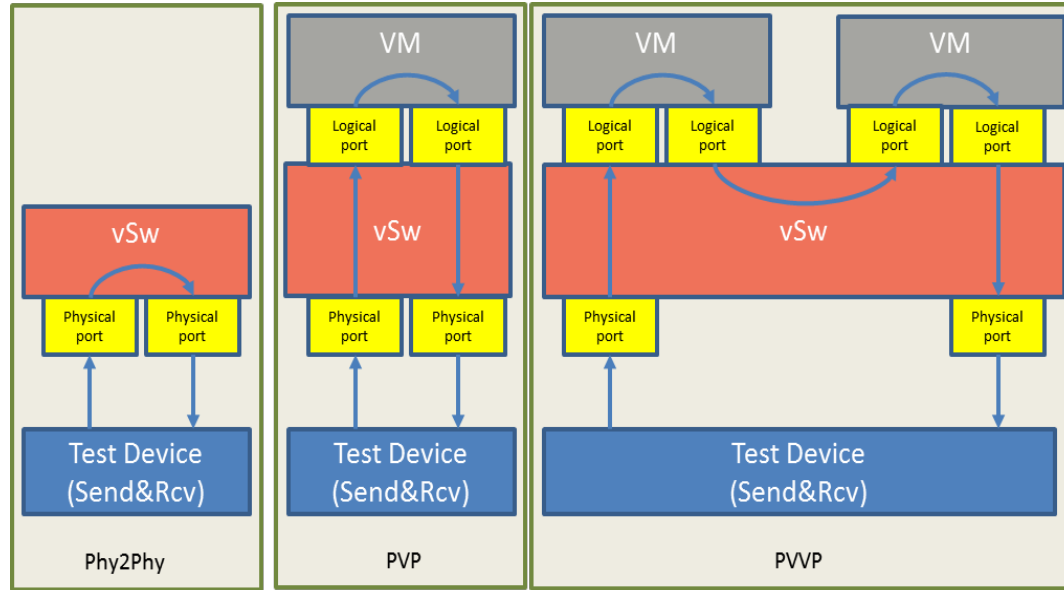 vSw
Physical
port
Physical
port
Test Device
(Send&Rcv)
Phy2Phy
VM
Logical
port
Logical
port
vSw
Physical
port
Physical
port
Test Device
(Send&Rcv)
PVP
VM
VM
Logical
port
Logical
port
Logical
port
Logical
port
vSw
Physical
port
Physical
port
Test Device
(Send&Rcv)
PVVP